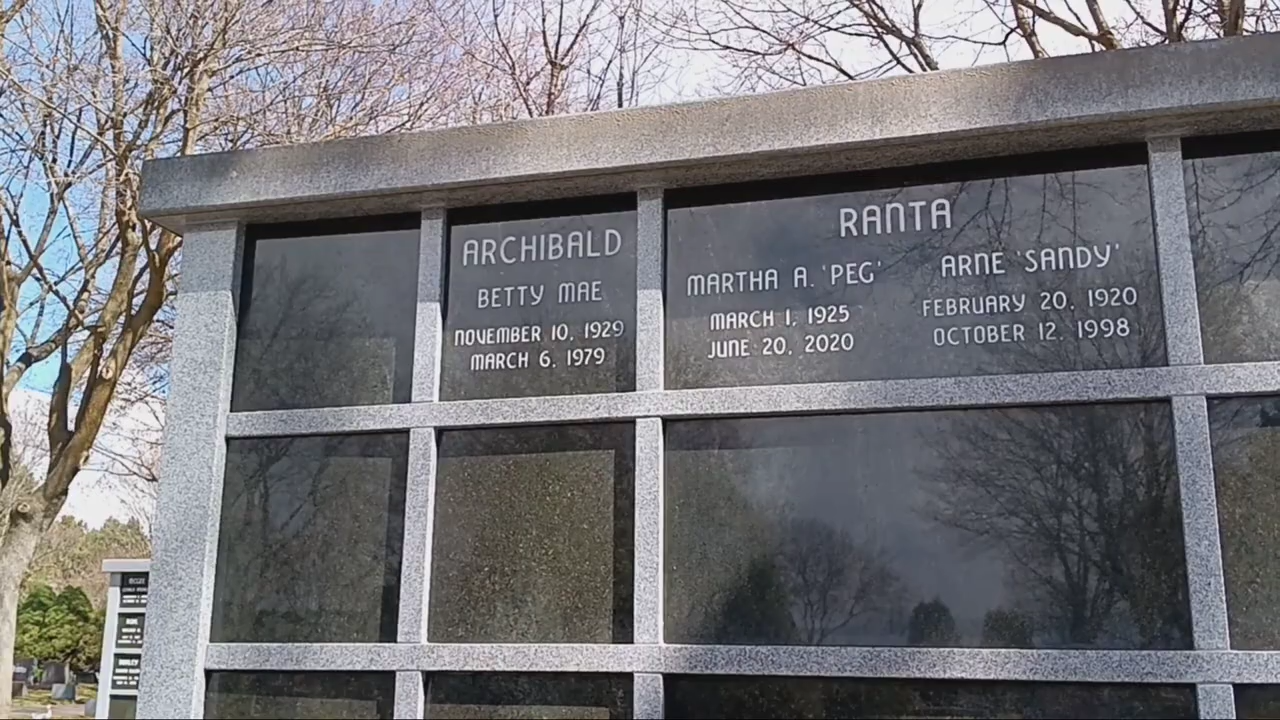 ARCHIBALD
BETTY MAE
NOVEMBER 10, 1929
MARCH 6, 1979
RANTA
MARTHA A. 'PEG'
MARCH 1, 1925
JUNE 20, 2020
ARNE 'SANDY'
FEBRUARY 20, 1920
OCTOBER 12, 1998